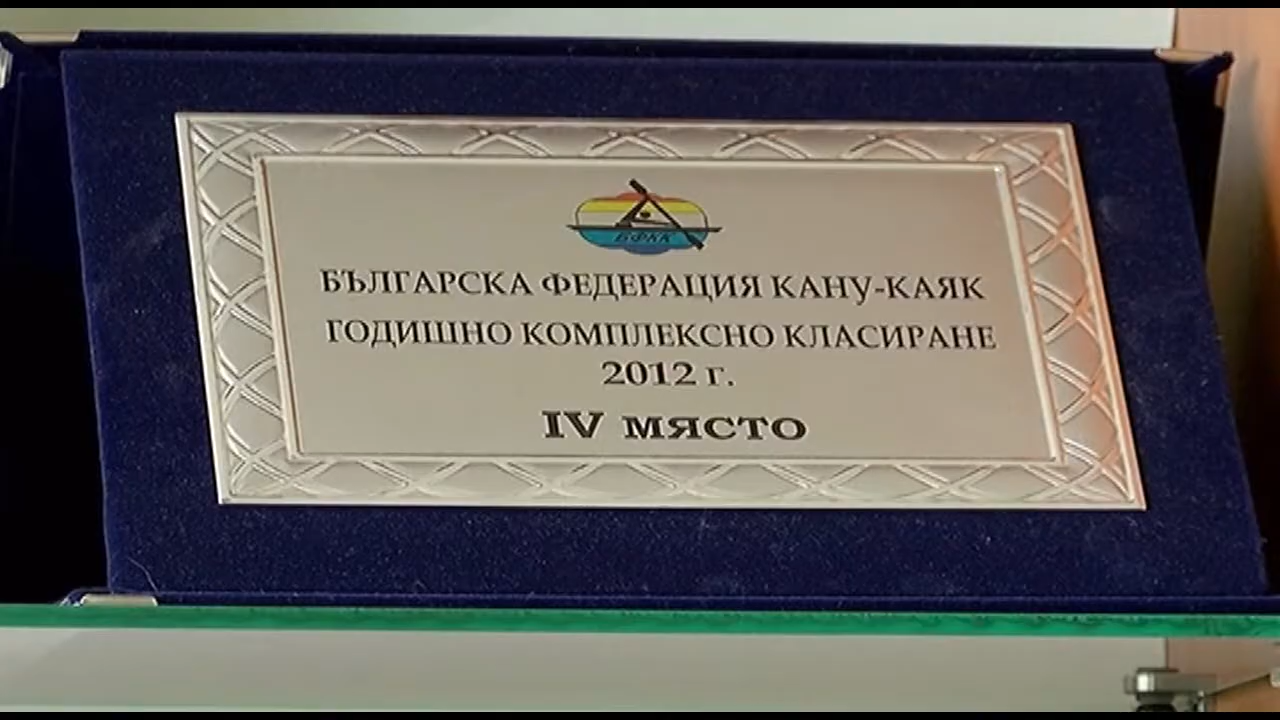 БФКК
БЪЛГАРСКА ФЕДЕРАЦИЯ КАНУ-КАЯК
ГОДИШНО КОМПЛЕКСНО КЛАСИРАНЕ
2012 г.
IV МЯСТО